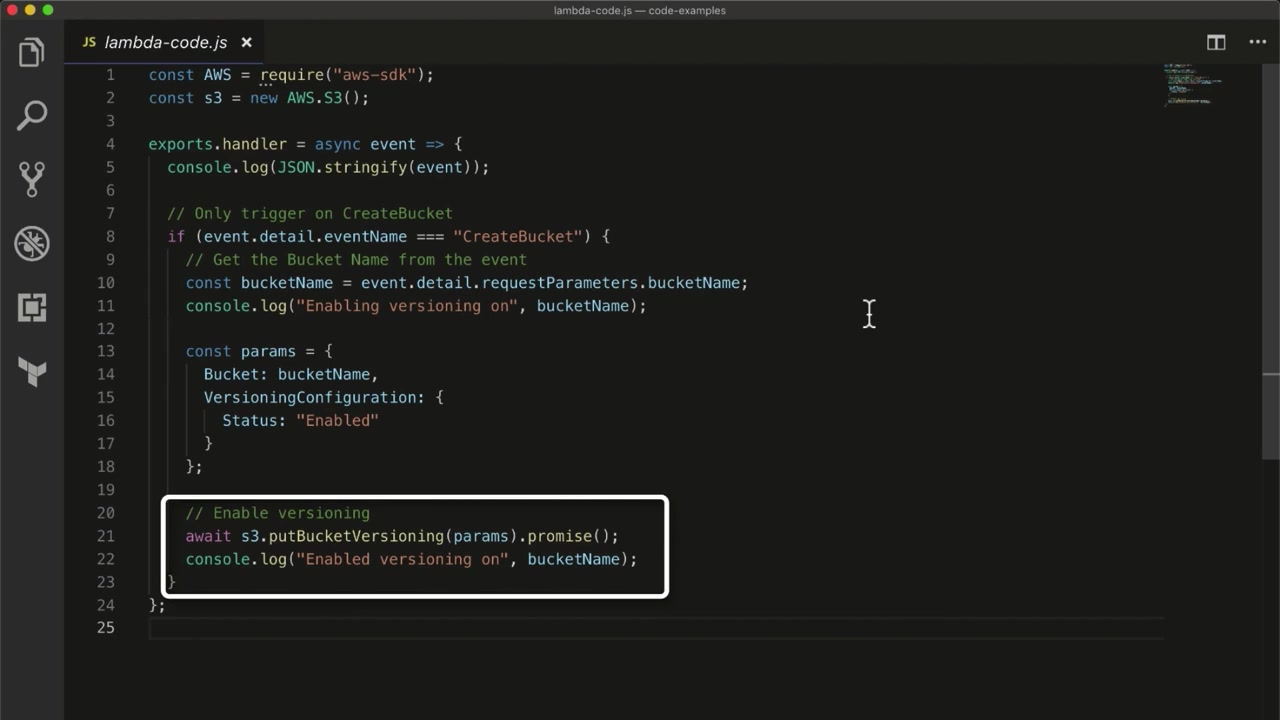 lambda-code.js — code-examples
JS lambda-code.js ×
1 const AWS = require("aws-sdk");
2 const s3 = new AWS.S3();
3
4 exports.handler = async event => {
5 console.log(JSON.stringify(event));
6
7 // Only trigger on CreateBucket
8 if (event.detail.eventName === "CreateBucket") {
9 // Get the Bucket Name from the event
10 const bucketName = event.detail.requestParameters.bucketName;
11 console.log("Enabling versioning on", bucketName);
12
13 const params = {
14 Bucket: bucketName,
15 VersioningConfiguration: {
16 Status: "Enabled"
17 }
18 };
19
20 // Enable versioning
21 await s3.putBucketVersioning(params).promise();
22 console.log("Enabled versioning on", bucketName);
23 }
24 };
25